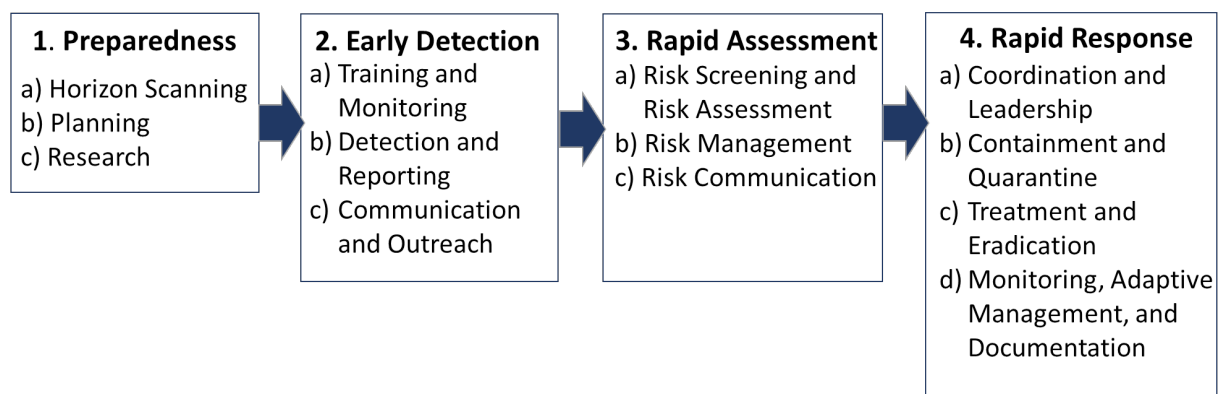 1. Preparedness
a) Horizon Scanning
b) Planning
c) Research
2. Early Detection
a) Training and
Monitoring
b) Detection and
Reporting
c) Communication
and Outreach
3. Rapid Assessment
a) Risk Screening and
Risk Assessment
b) Risk Management
c) Risk Communication
4. Rapid Response
a) Coordination and
Leadership
b) Containment and
Quarantine
c) Treatment and
Eradication
d) Monitoring, Adaptive
Management, and
Documentation